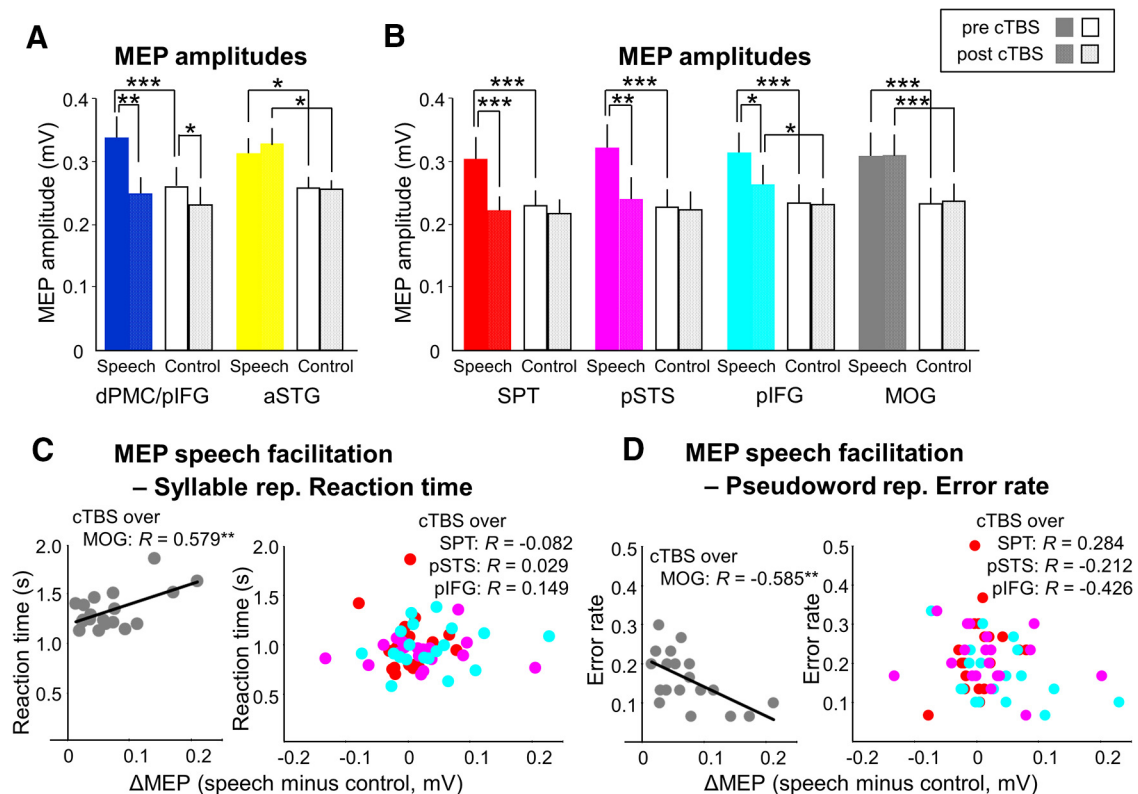 A
MEP amplitudes
B
MEP amplitudes
pre cTBS
post cTBS
*** ** * * *
*** *** *** ** *** * * *** ***
MEP amplitude (mV)
0.4
0.3
0.2
0.1
0
Speech Control Speech Control
dPMC/pIFG aSTG
MEP amplitude (mV)
0.4
0.3
0.2
0.1
0
Speech Control Speech Control Speech Control Speech Control
SPT pSTS pIFG MOG
C
MEP speech facilitation
– Syllable rep. Reaction time
cTBS over
MOG: R = 0.579**
Reaction time (s)
2.0
1.5
1.0
0.5
0 0.1 0.2
cTBS over
SPT: R = -0.082
pSTS: R = 0.029
pIFG: R = 0.149
Reaction time (s)
2.0
1.5
1.0
0.5
-0.2 -0.1 0 0.1 0.2
ΔMEP (speech minus control, mV)
D
MEP speech facilitation
– Pseudoword rep. Error rate
cTBS over
MOG: R = -0.585**
Error rate
0.5
0.4
0.3
0.2
0.1
0 0.1 0.2
cTBS over
SPT: R = 0.284
pSTS: R = -0.212
pIFG: R = -0.426
Error rate
0.5
0.4
0.3
0.2
0.1
-0.2 -0.1 0 0.1 0.2
ΔMEP (speech minus control, mV)